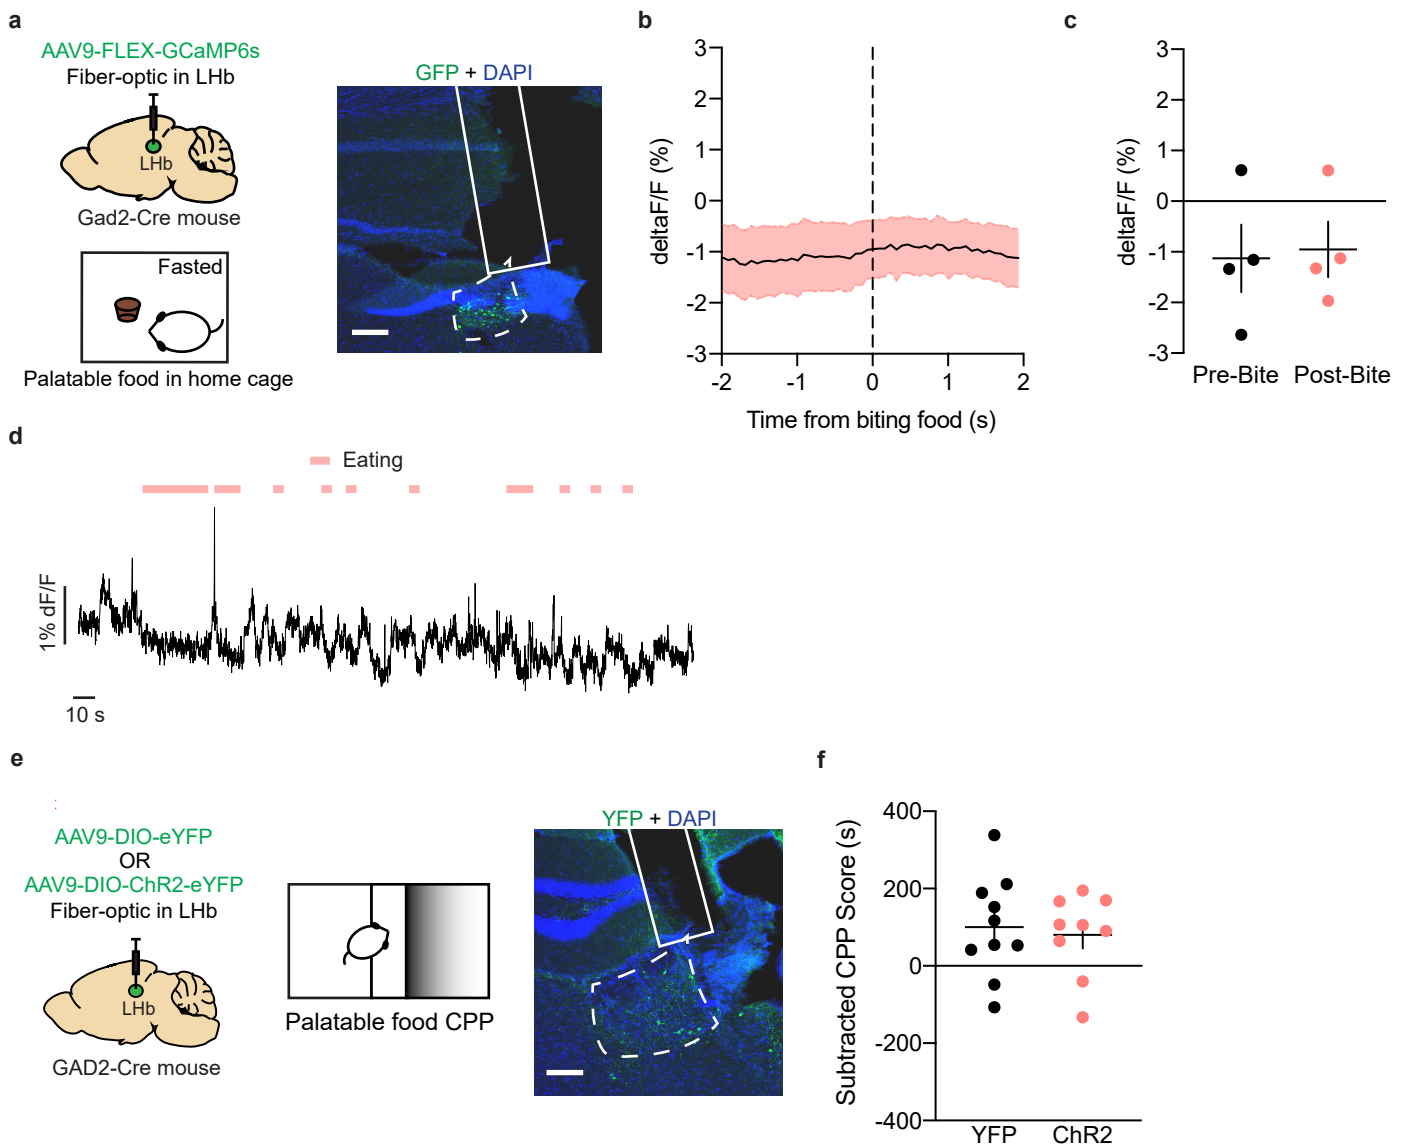 a
AAV9-FLEX-GCaMP6s
Fiber-optic in LHb
LHb
Gad2-Cre mouse
Fasted
Palatable food in home cage
GFP + DAPI
b
deltaF/F (%)
3
2
1
0
-1
-2
-3
-2 -1 0 1 2
Time from biting food (s)
c
deltaF/F (%)
3
2
1
0
-1
-2
-3
Pre-Bite Post-Bite
d
Eating
1% dF/F
10 s
e
:
AAV9-DIO-eYFP
OR
AAV9-DIO-ChR2-eYFP
Fiber-optic in LHb
LHb
GAD2-Cre mouse
Palatable food CPP
YFP + DAPI
f
Subtracted CPP Score (s)
400
200
0
-200
-400
YFP ChR2